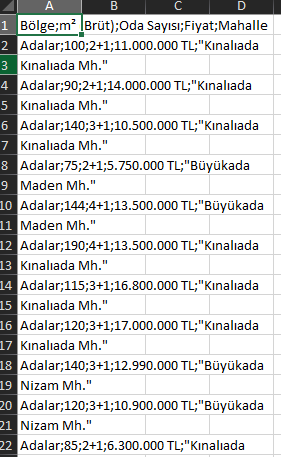 A B C D
1 Bölge;m² (Brüt);Oda Sayısı;Fiyat;Mahalle
2 Adalar;100;2+1;11.000.000 TL;"Kınalıada
3 Kınalıada Mh."
4 Adalar;90;2+1;14.000.000 TL;"Kınalıada
5 Kınalıada Mh."
6 Adalar;140;3+1;10.500.000 TL;"Kınalıada
7 Kınalıada Mh."
8 Adalar;75;2+1;5.750.000 TL;"Büyükada
9 Maden Mh."
10 Adalar;144;4+1;13.500.000 TL;"Büyükada
11 Maden Mh."
12 Adalar;190;4+1;13.500.000 TL;"Kınalıada
13 Kınalıada Mh."
14 Adalar;115;3+1;16.800.000 TL;"Kınalıada
15 Kınalıada Mh."
16 Adalar;120;3+1;17.000.000 TL;"Kınalıada
17 Kınalıada Mh."
18 Adalar;140;3+1;12.990.000 TL;"Büyükada
19 Nizam Mh."
20 Adalar;120;3+1;10.900.000 TL;"Büyükada
21 Nizam Mh."
22 Adalar;85;2+1;6.300.000 TL;"Kınalıada